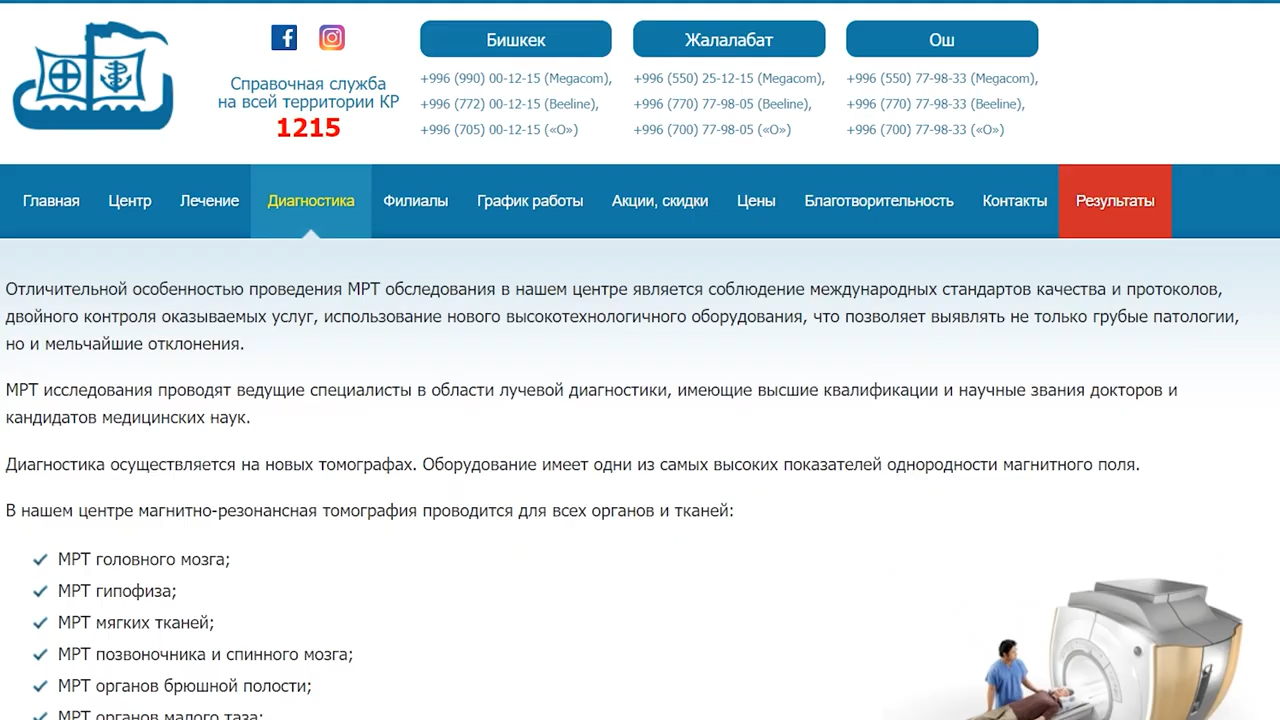 Справочная служба
на всей территории КР
1215
Бишкек
+996 (990) 00-12-15 (Megacom),
+996 (772) 00-12-15 (Beeline),
+996 (705) 00-12-15 («О»)
Жалалабат
+996 (550) 25-12-15 (Megacom),
+996 (770) 77-98-05 (Beeline),
+996 (700) 77-98-05 («О»)
Ош
+996 (550) 77-98-33 (Megacom),
+996 (770) 77-98-33 (Beeline),
+996 (700) 77-98-33 («О»)
Главная Центр Лечение Диагностика Филиалы График работы Акции, скидки Цены Благотворительность Контакты Результаты
Отличительной особенностью проведения МРТ обследования в нашем центре является соблюдение международных стандартов качества и протоколов,
двойного контроля оказываемых услуг, использование нового высокотехнологичного оборудования, что позволяет выявлять не только грубые патологии,
но и мельчайшие отклонения.
МРТ исследования проводят ведущие специалисты в области лучевой диагностики, имеющие высшие квалификации и научные звания докторов и
кандидатов медицинских наук.
Диагностика осуществляется на новых томографах. Оборудование имеет одни из самых высоких показателей однородности магнитного поля.
В нашем центре магнитно-резонансная томография проводится для всех органов и тканей:
МРТ головного мозга;
МРТ гипофиза;
МРТ мягких тканей;
МРТ позвоночника и спинного мозга;
МРТ органов брюшной полости;
МРТ органов малого таза;